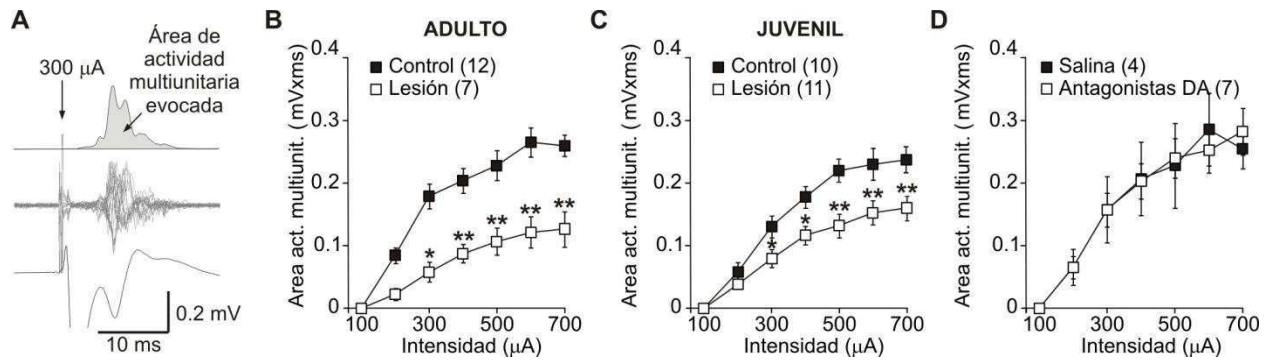 A
Área de
actividad
multiunitaria
evocada
300 µA
0.2 mV
10 ms
B
ADULTO
Control (12)
Lesión (7)
Area act. multiunit. (mVxms)
0.4
0.3
0.2
0.1
0
*
**
**
**
**
100
300
500
700
Intensidad (µA)
C
JUVENIL
Control (10)
Lesión (11)
Area act. multiunit. (mVxms)
0.4
0.3
0.2
0.1
0
*
*
**
**
**
100
300
500
700
Intensidad (µA)
D
Salina (4)
Antagonistas DA (7)
Area act. multiunit. (mVxms)
0.4
0.3
0.2
0.1
0
100
300
500
700
Intensidad (µA)